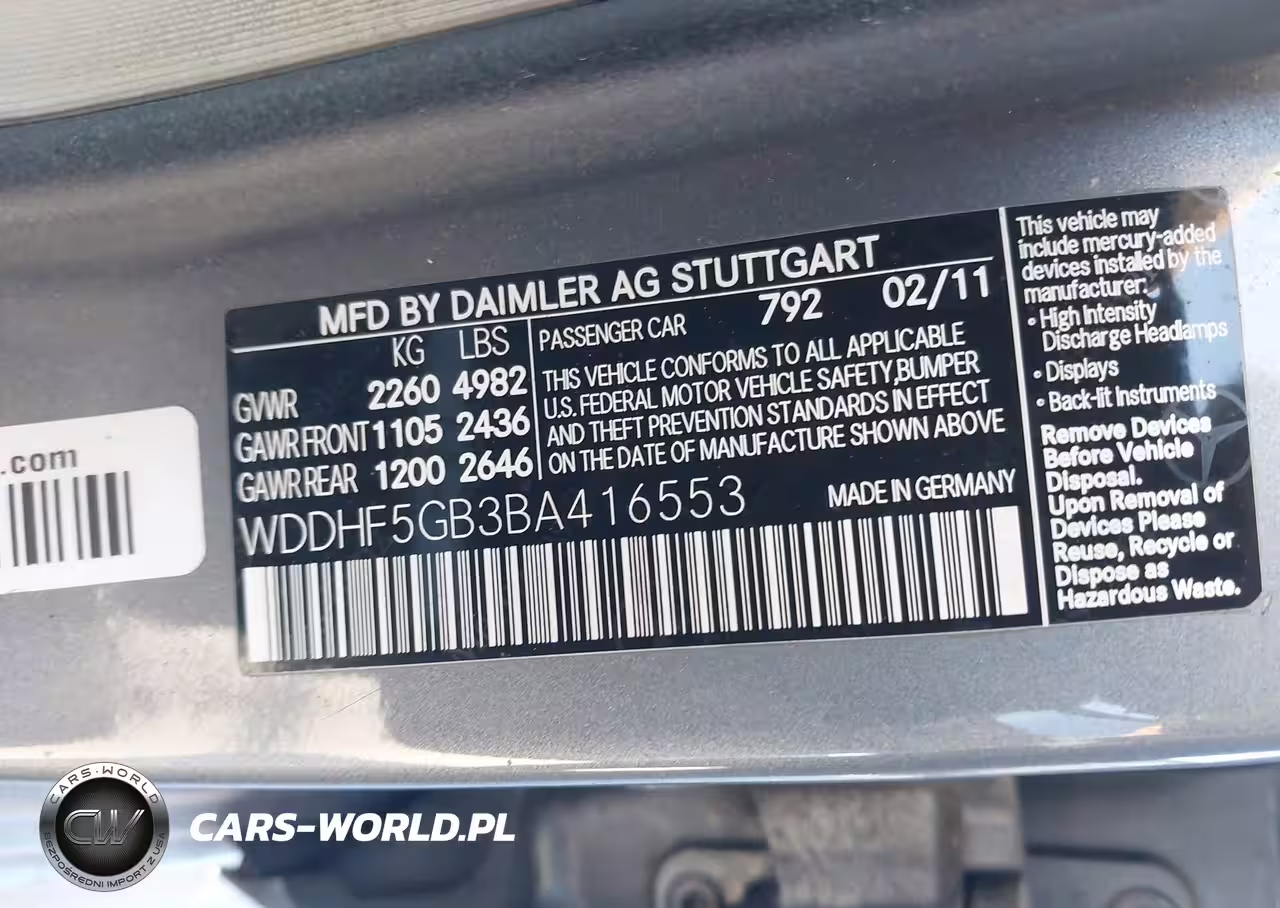 MFD BY DAIMLER AG STUTTGART
KG LBS
GVWR 2260 4982
GAWR FRONT 1105 2436
GAWR REAR 1200 2646
PASSENGER CAR 792 02/11
THIS VEHICLE CONFORMS TO ALL APPLICABLE
U.S. FEDERAL MOTOR VEHICLE SAFETY,BUMPER
AND THEFT PREVENTION STANDARDS IN EFFECT
ON THE DATE OF MANUFACTURE SHOWN ABOVE
WDDHF5GB3BA416553 MADE IN GERMANY
This vehicle may
include mercury-added
devices installed by the
manufacturer:
• High Intensity
Discharge Headlamps
• Displays
• Back-lit Instruments
Remove Devices
Before Vehicle
Disposal.
Upon Removal of
Devices Please
Reuse, Recycle or
Dispose as
Hazardous Waste.
.com
CARS-WORLD
CW
BEZPOŚREDNI IMPORT Z USA
CARS-WORLD.PL